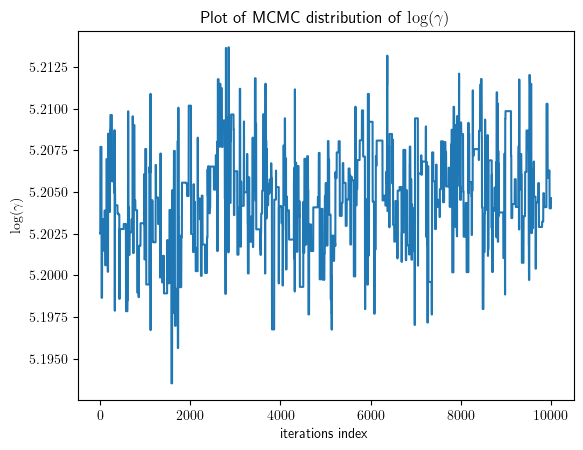 Plot of MCMC distribution of log(γ)
5.2125
5.2100
5.2075
5.2050
5.2025
5.2000
5.1975
5.1950
log(γ)
0 2000 4000 6000 8000 10000
iterations index